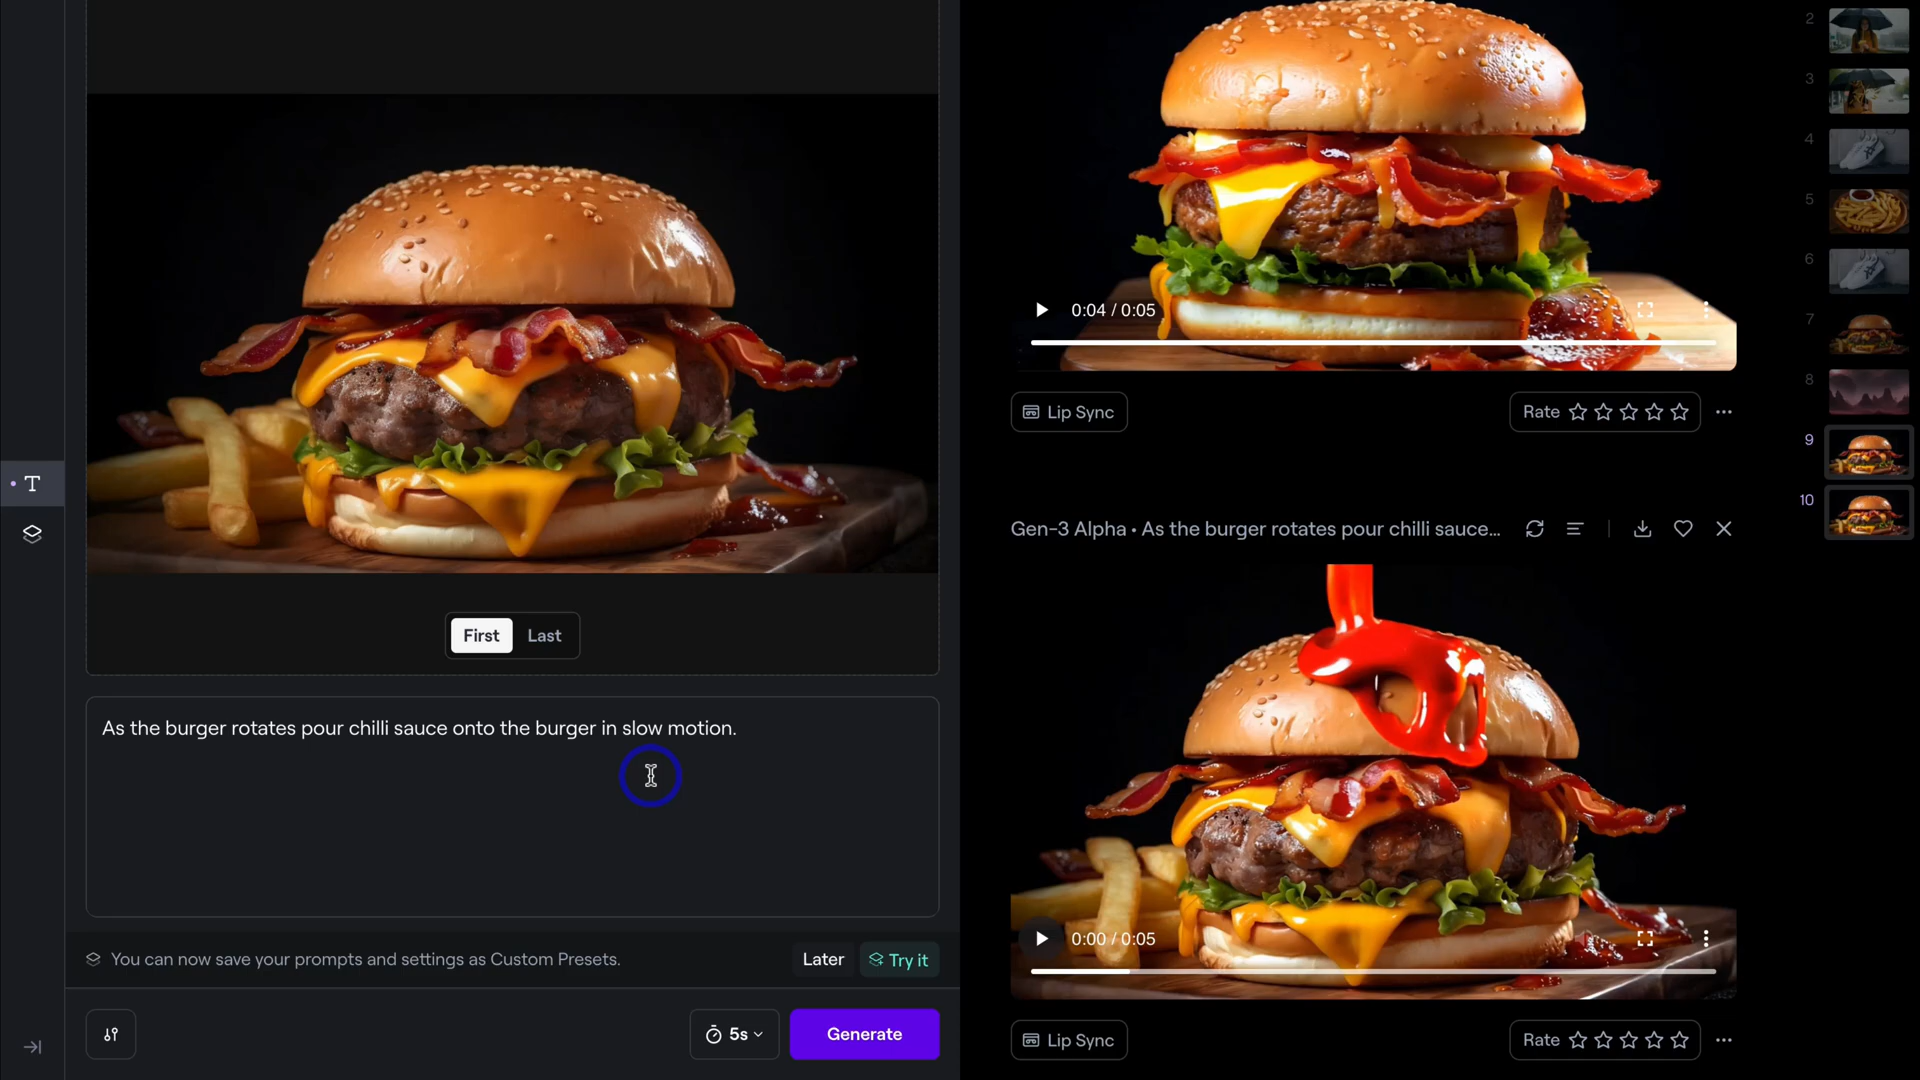 T
First Last
As the burger rotates pour chilli sauce onto the burger in slow motion.
You can now save your prompts and settings as Custom Presets. Later Try it
5s Generate
0:04 / 0:05
Lip Sync Rate
Gen-3 Alpha • As the burger rotates pour chilli sauce...
0:00 / 0:05
Lip Sync Rate
2
3
4
5
6
7
8
9
10